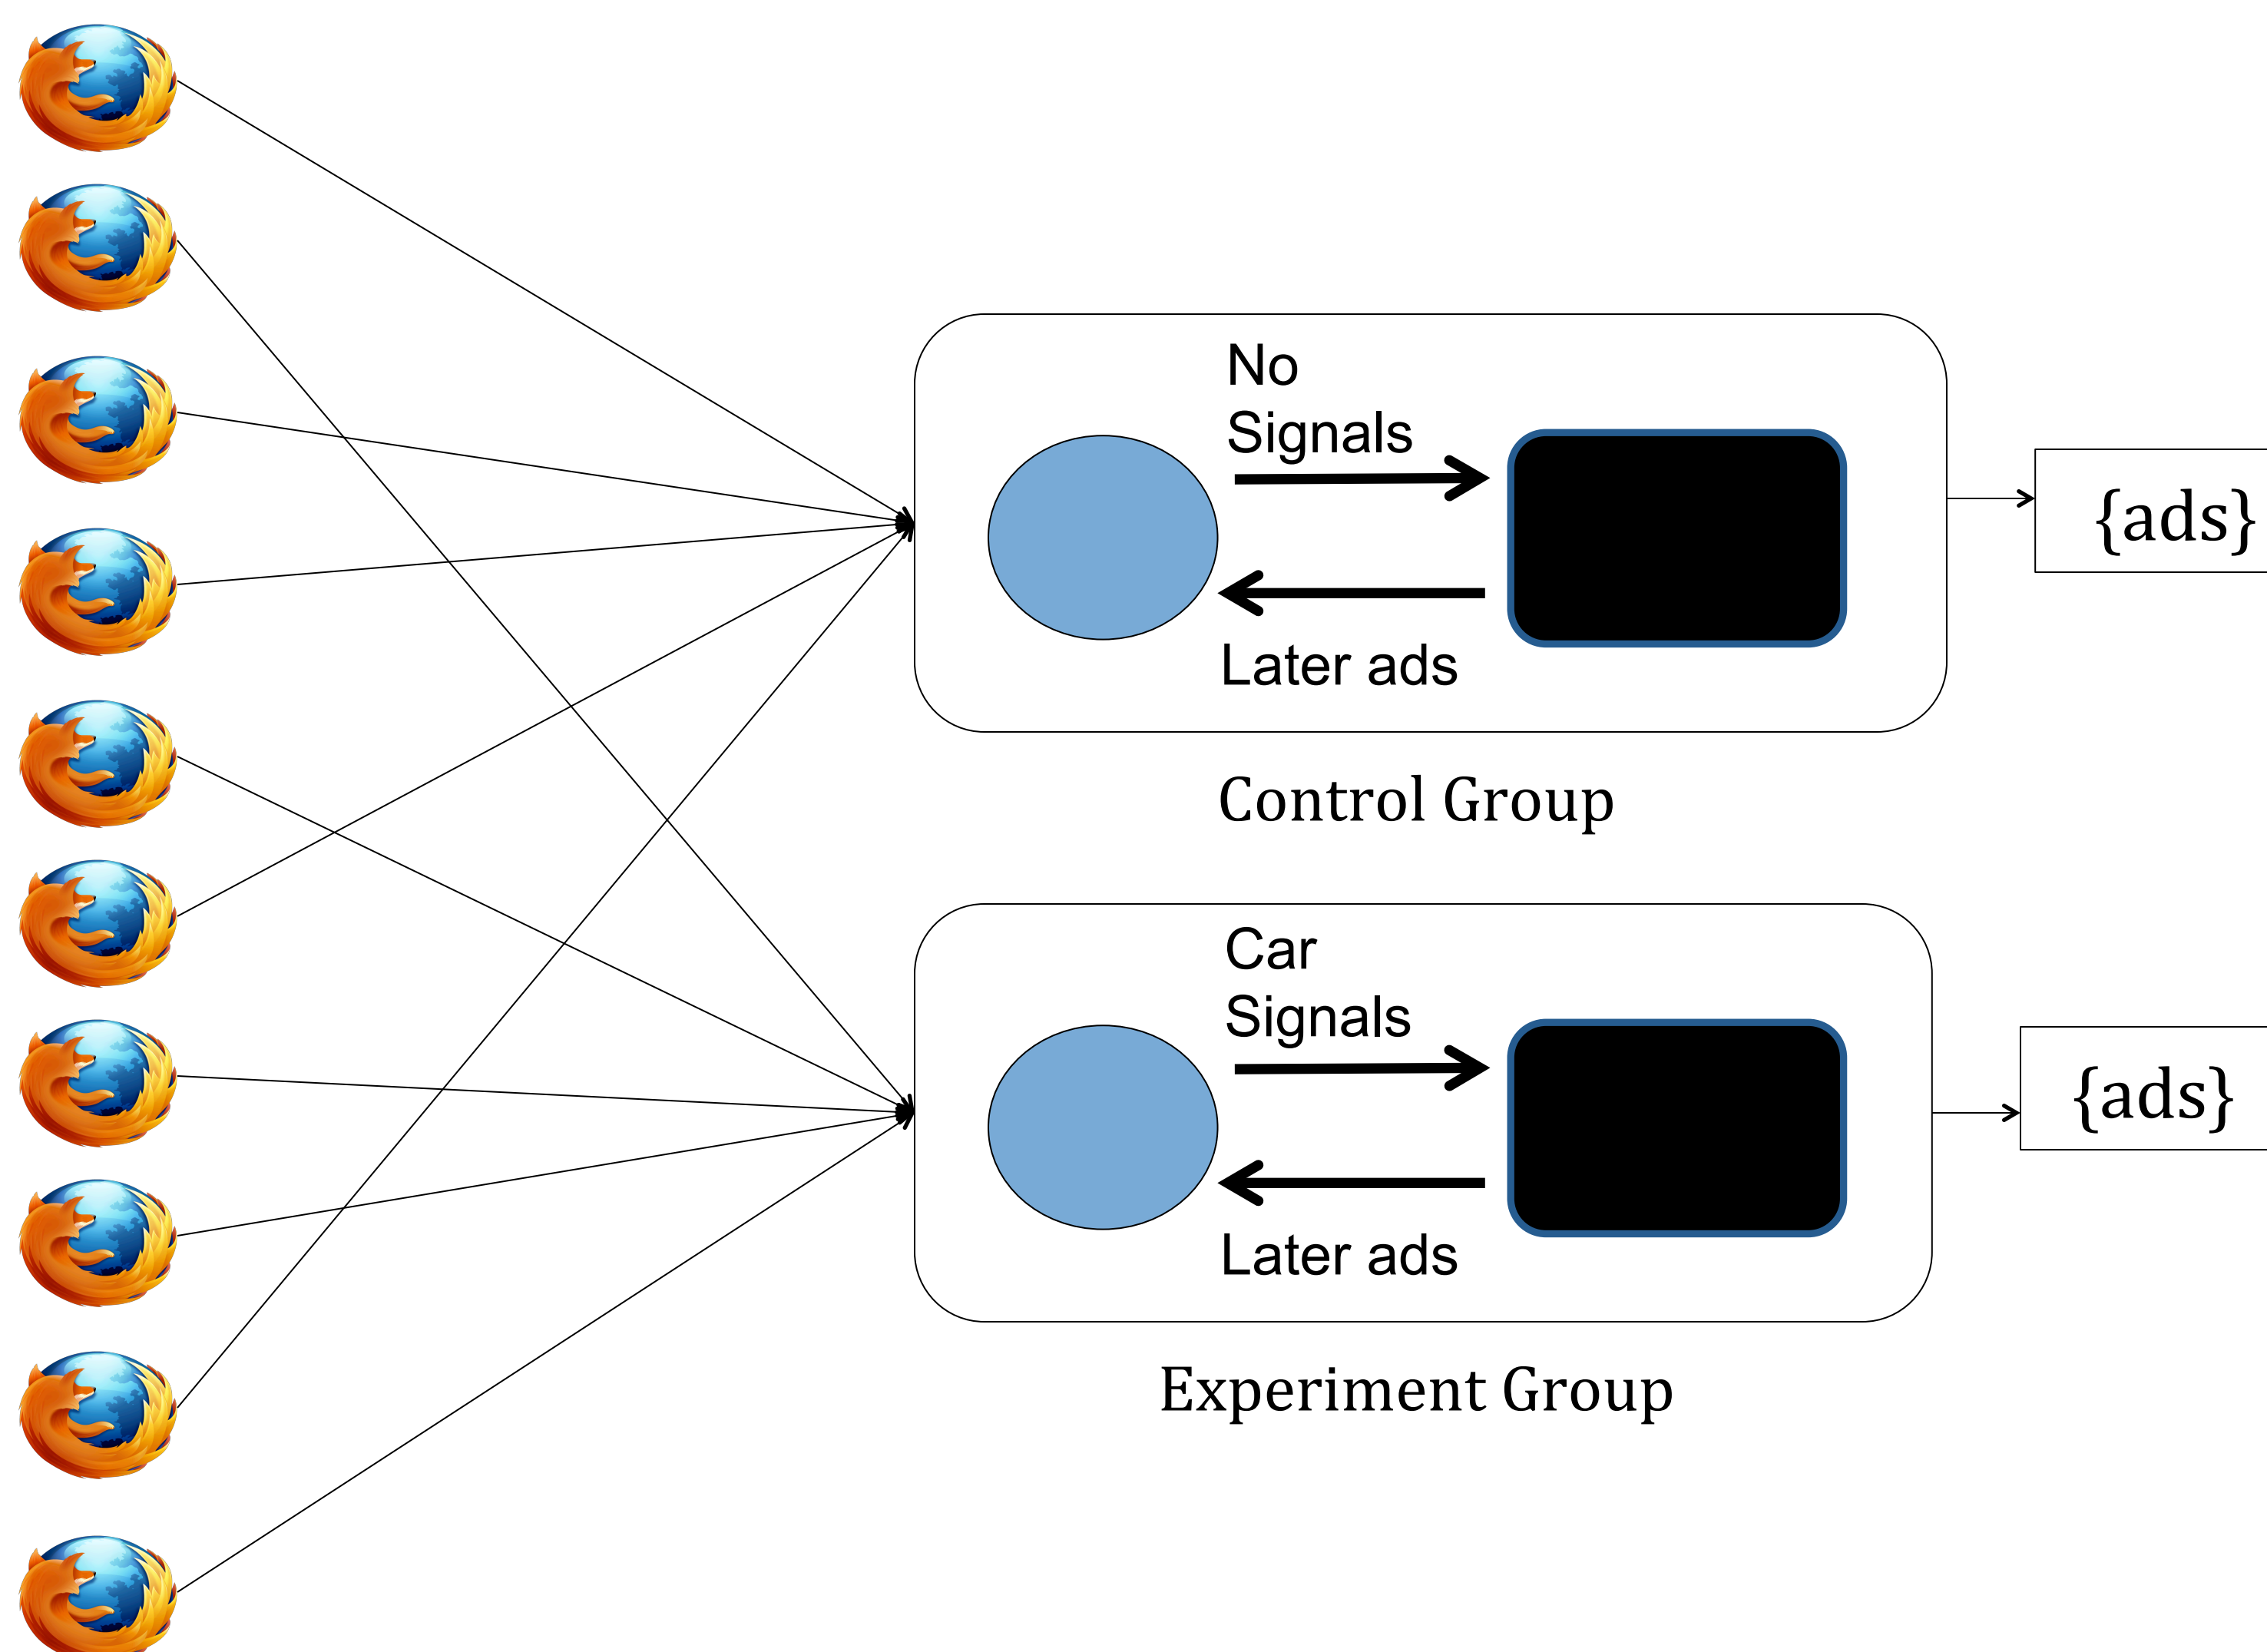 No
Signals
Later ads
{ads}
Control Group
Car
Signals
Later ads
{ads}
Experiment Group